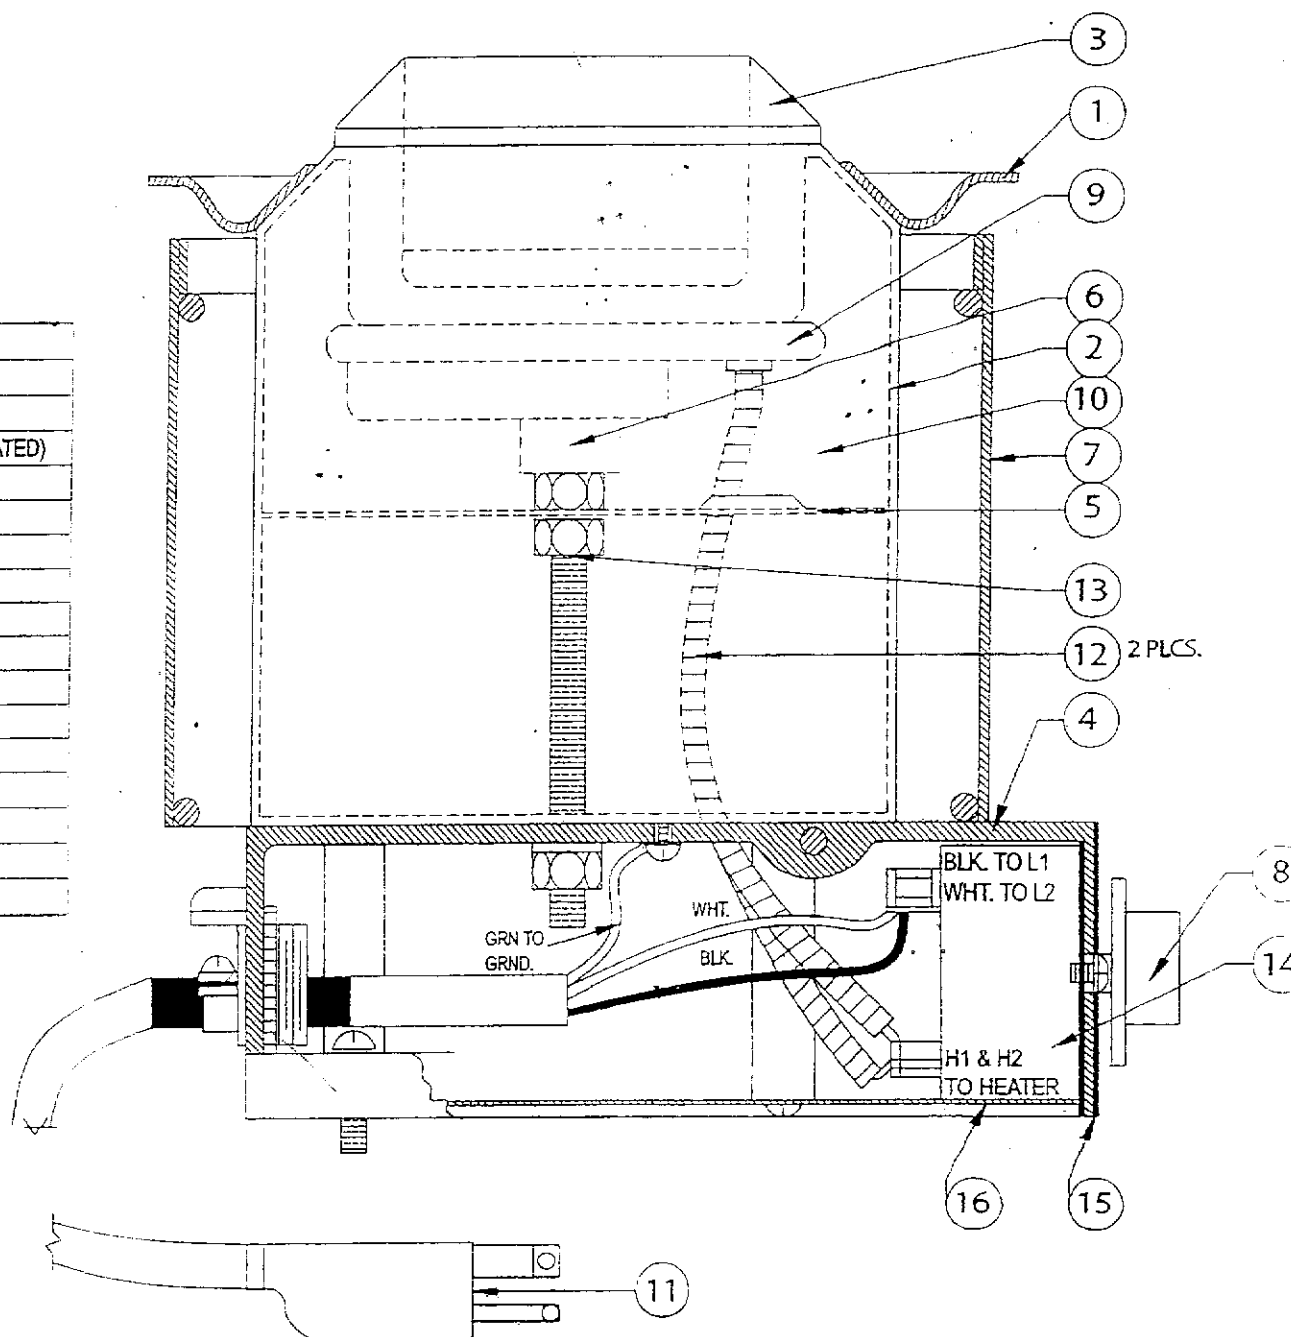 3
1
9
6
2
10
ATED)
7
5
13
12 2 PLCS.
4
BLK. TO L1
WHT. TO L2
8
WHT.
GRN TO
GRND.
BLK.
14
H1 & H2
TO HEATER
16
15
11